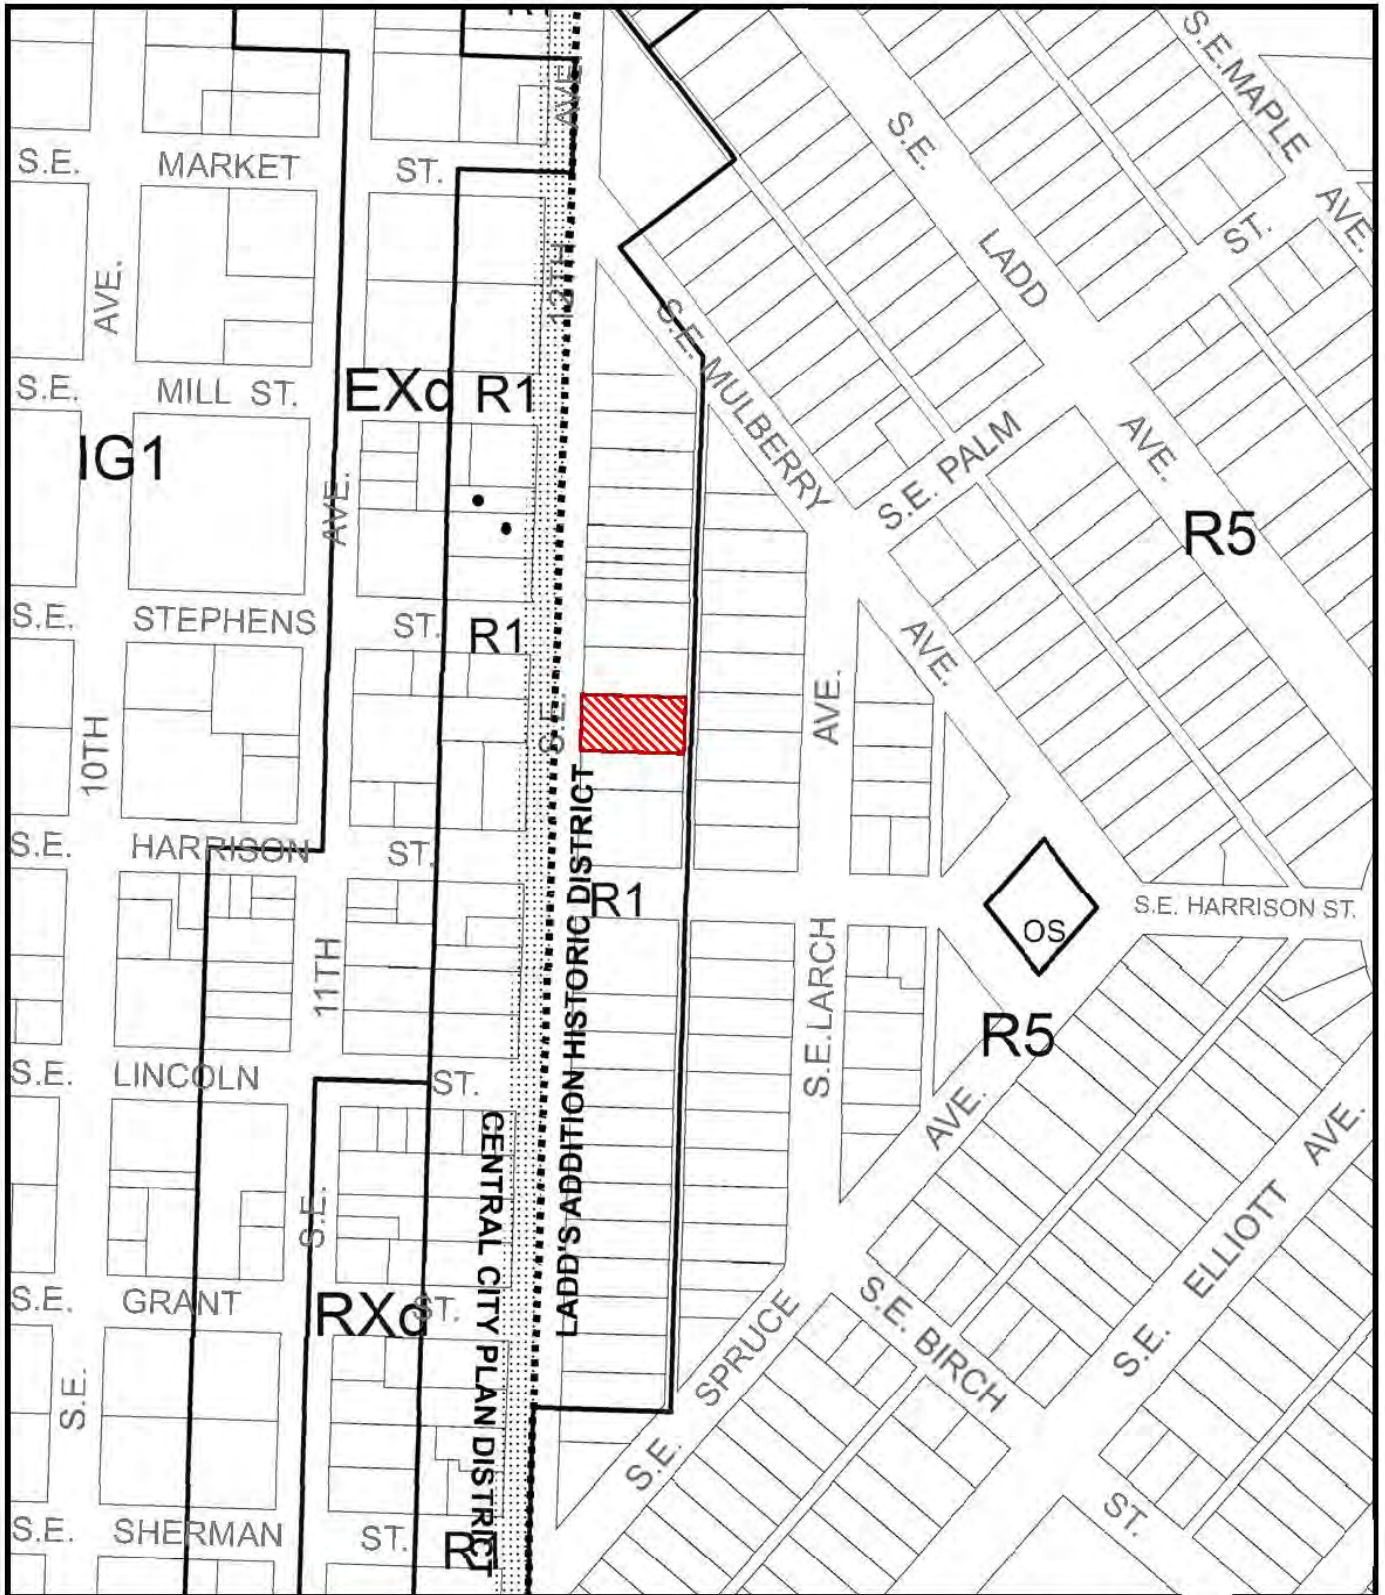 R1
AVE
S.E. MAPLE AVE.
S.E. MARKET ST.
S.E. LADD AVE.
ST.
AVE.
12TH
S.E. MULBERRY AVE.
S.E. MILL ST.
EXd
R1
S.E. PALM
IG1
AVE.
R5
S.E. STEPHENS ST.
R1
S.E.
AVE.
10TH
S.E. HARRISON ST.
R1
S.E. HARRISON ST.
OS
11TH
LADD'S ADDITION HISTORIC DISTRICT
S.E. LARCH
R5
S.E. LINCOLN ST.
CENTRAL CITY PLAN DISTRICT
AVE.
S.E.
S.E. ELLIOTT AVE.
S.E. GRANT ST.
RXd
S.E. SPRUCE
S.E. BIRCH
S.E.
ST.
S.E. SHERMAN ST.
R1